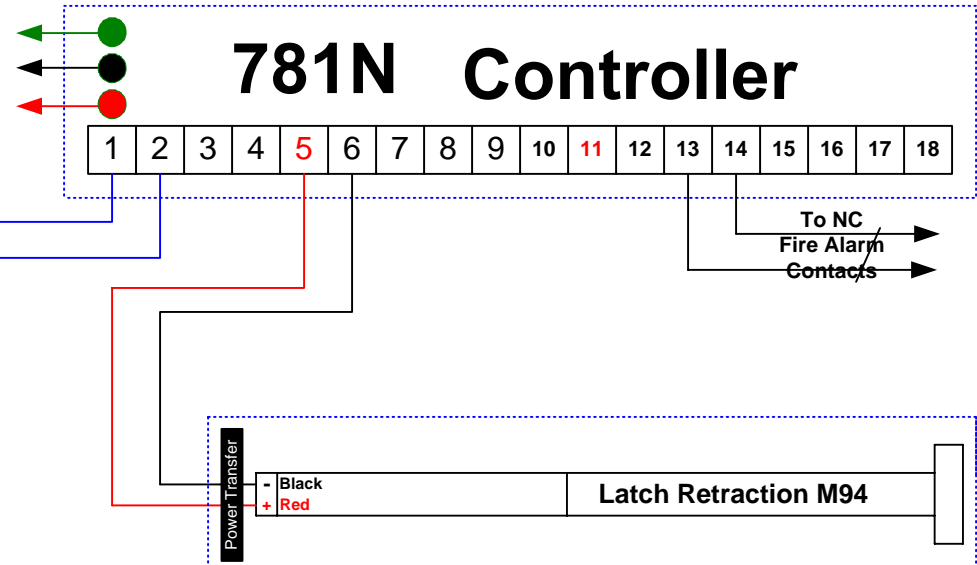 781N Controller
1 2 3 4 5 6 7 8 9 10 11 12 13 14 15 16 17 18
To NC
Fire Alarm
Contacts
Power Transfer
- Black
+ Red
Latch Retraction M94